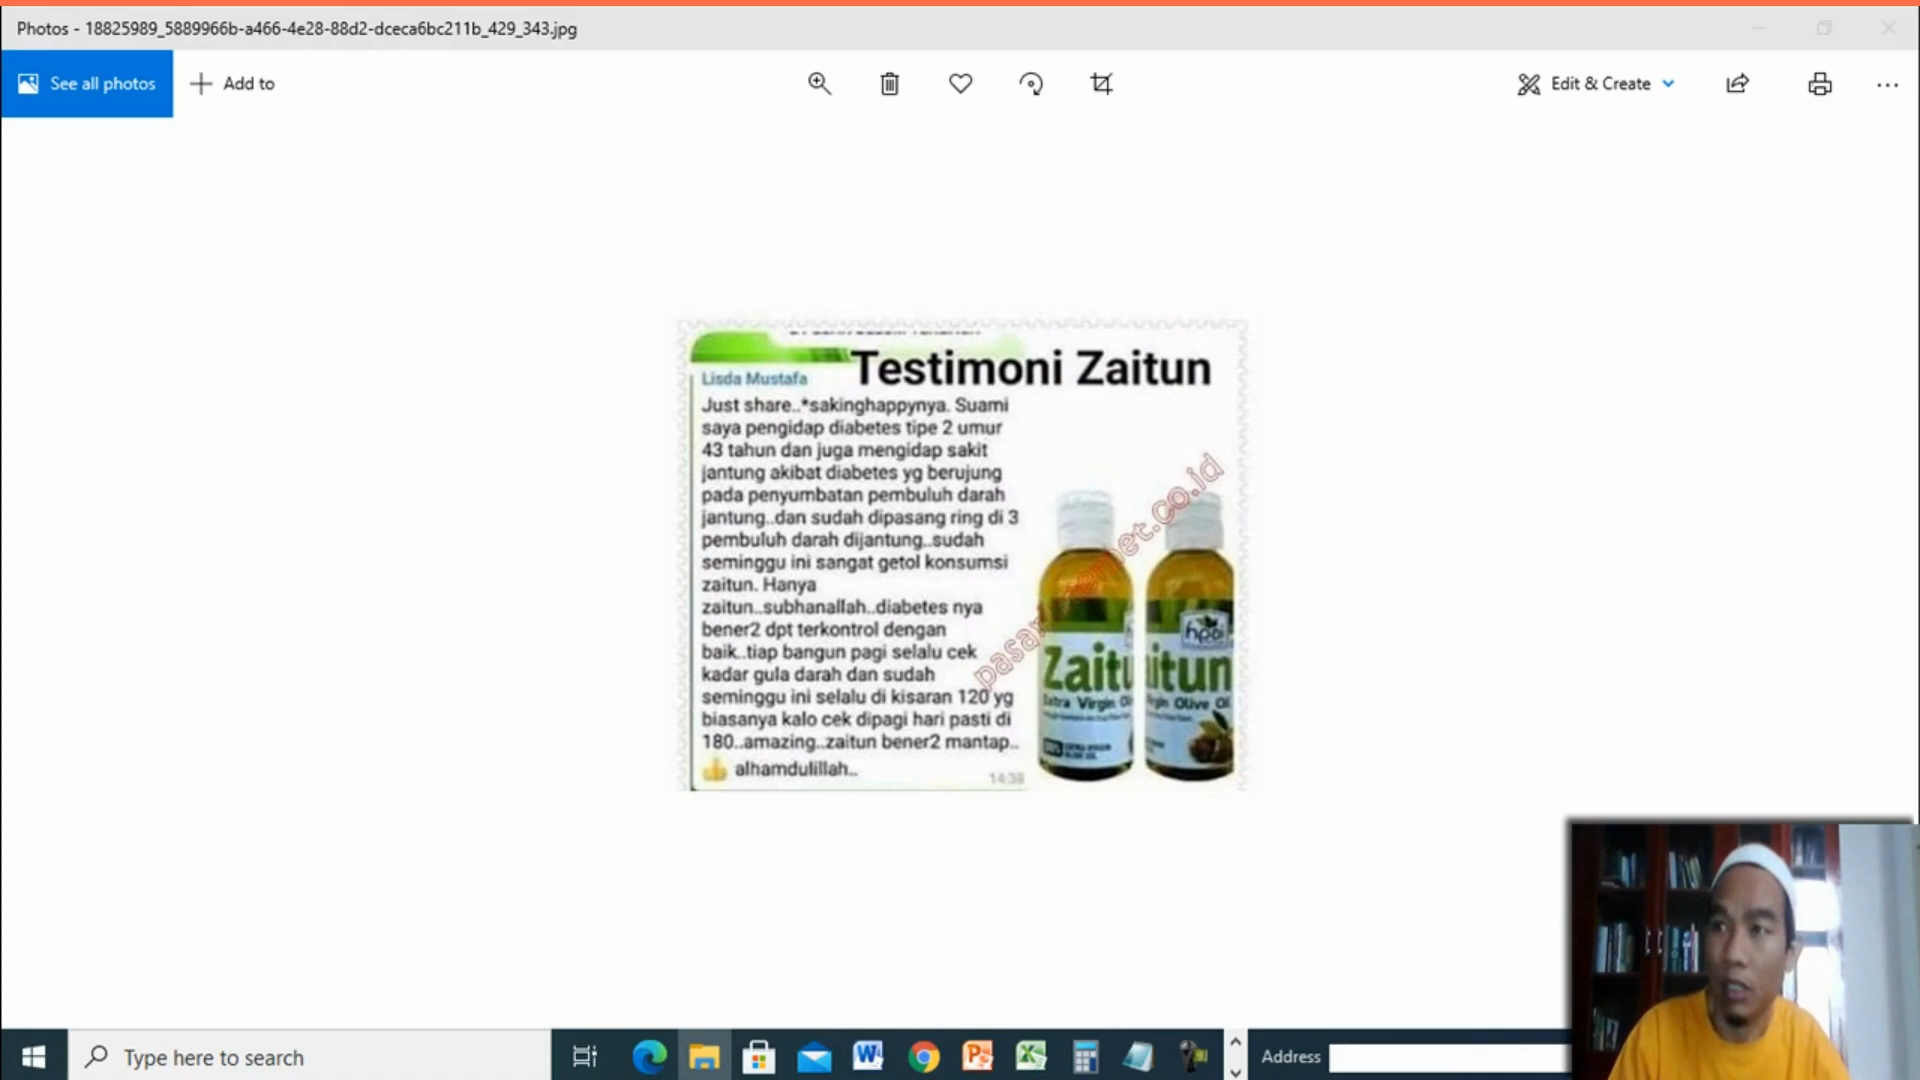 Photos - 18825989_5889966b-a466-4e28-88d2-dceca6bc211b_429_343.jpg
See all photos
Add to
Edit & Create
Testimoni Zaitun
Lisda Mustafa
Just share..*sakinghappynya. Suami
saya pengidap diabetes tipe 2 umur
43 tahun dan juga mengidap sakit
jantung akibat diabetes yg berujung
pada penyumbatan pembuluh darah
jantung..dan sudah dipasang ring di 3
pembuluh darah dijantung..sudah
seminggu ini sangat getol konsumsi
zaitun. Hanya
zaitun..subhanallah..diabetes nya
bener2 dpt terkontrol dengan
baik..tiap bangun pagi selalu cek
kadar gula darah dan sudah
seminggu ini selalu di kisaran 120 yg
biasanya kalo cek dipagi hari pasti di
180..amazing..zaitun bener2 mantap..
alhamdulillah..
14:38
hpai
Zaitu
itun
Extra Virgin
Virgin Olive Oil
Type here to search
Address